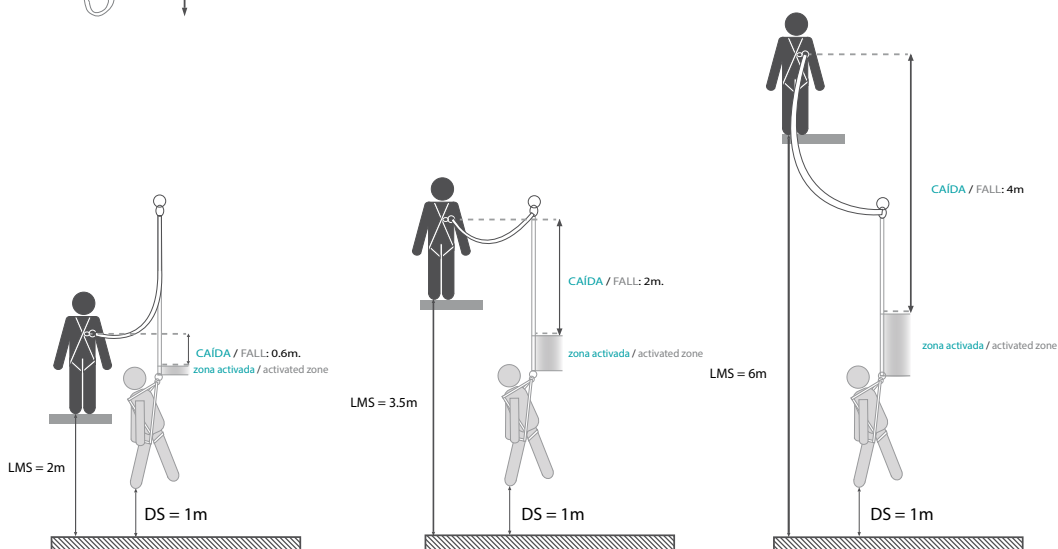 CAÍDA / FALL: 0.6m.
zona activada / activated zone
LMS = 2m
DS = 1m
CAÍDA / FALL: 2m.
zona activada / activated zone
LMS = 3.5m
DS = 1m
CAÍDA / FALL: 4m
zona activada / activated zone
LMS = 6m
DS = 1m